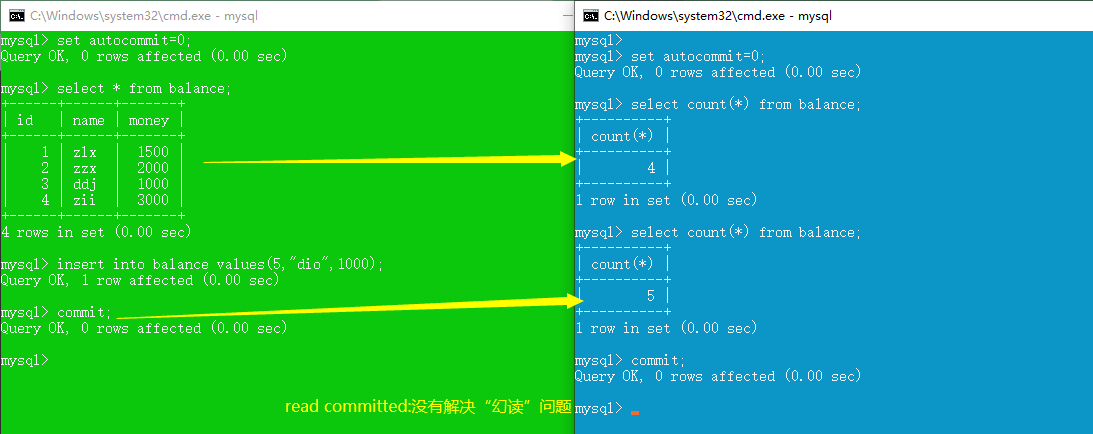 C:\Windows\system32\cmd.exe - mysql
mysql> set autocommit=0;
Query OK, 0 rows affected (0.00 sec)
mysql> select * from balance;
+------+------+-------+
| id   | name | money |
+------+------+-------+
|    1 | zlx  |  1500 |
|    2 | zzx  |  2000 |
|    3 | ddj  |  1000 |
|    4 | zii  |  3000 |
+------+------+-------+
4 rows in set (0.00 sec)
mysql> insert into balance values(5,"dio",1000);
Query OK, 1 row affected (0.00 sec)
mysql> commit;
Query OK, 0 rows affected (0.00 sec)
mysql>
read committed:没有解决“幻读”问题
C:\Windows\system32\cmd.exe - mysql
mysql>
mysql> set autocommit=0;
Query OK, 0 rows affected (0.00 sec)
mysql> select count(*) from balance;
+----------+
| count(*) |
+----------+
|        4 |
+----------+
1 row in set (0.00 sec)
mysql> select count(*) from balance;
+----------+
| count(*) |
+----------+
|        5 |
+----------+
1 row in set (0.00 sec)
mysql> commit;
Query OK, 0 rows affected (0.00 sec)
mysql>